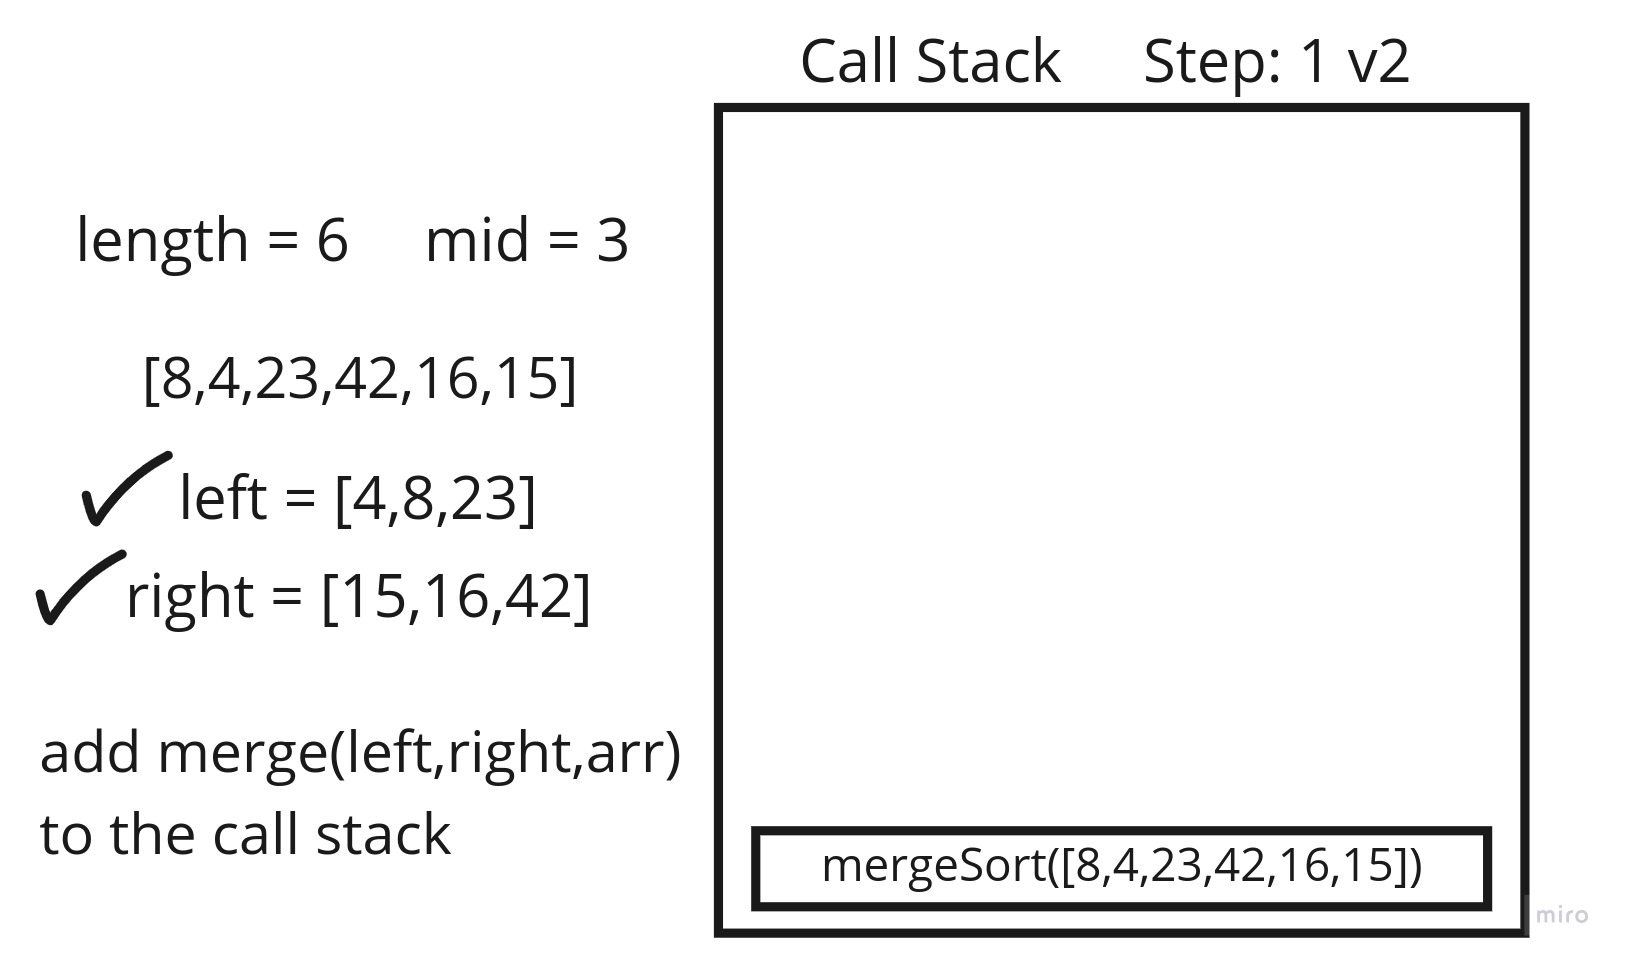 Call Stack Step: 1 v2
length = 6 mid = 3
[8,4,23,42,16,15]
left = [4,8,23]
right = [15,16,42]
add merge(left,right,arr)
to the call stack
mergeSort([8,4,23,42,16,15])
miro